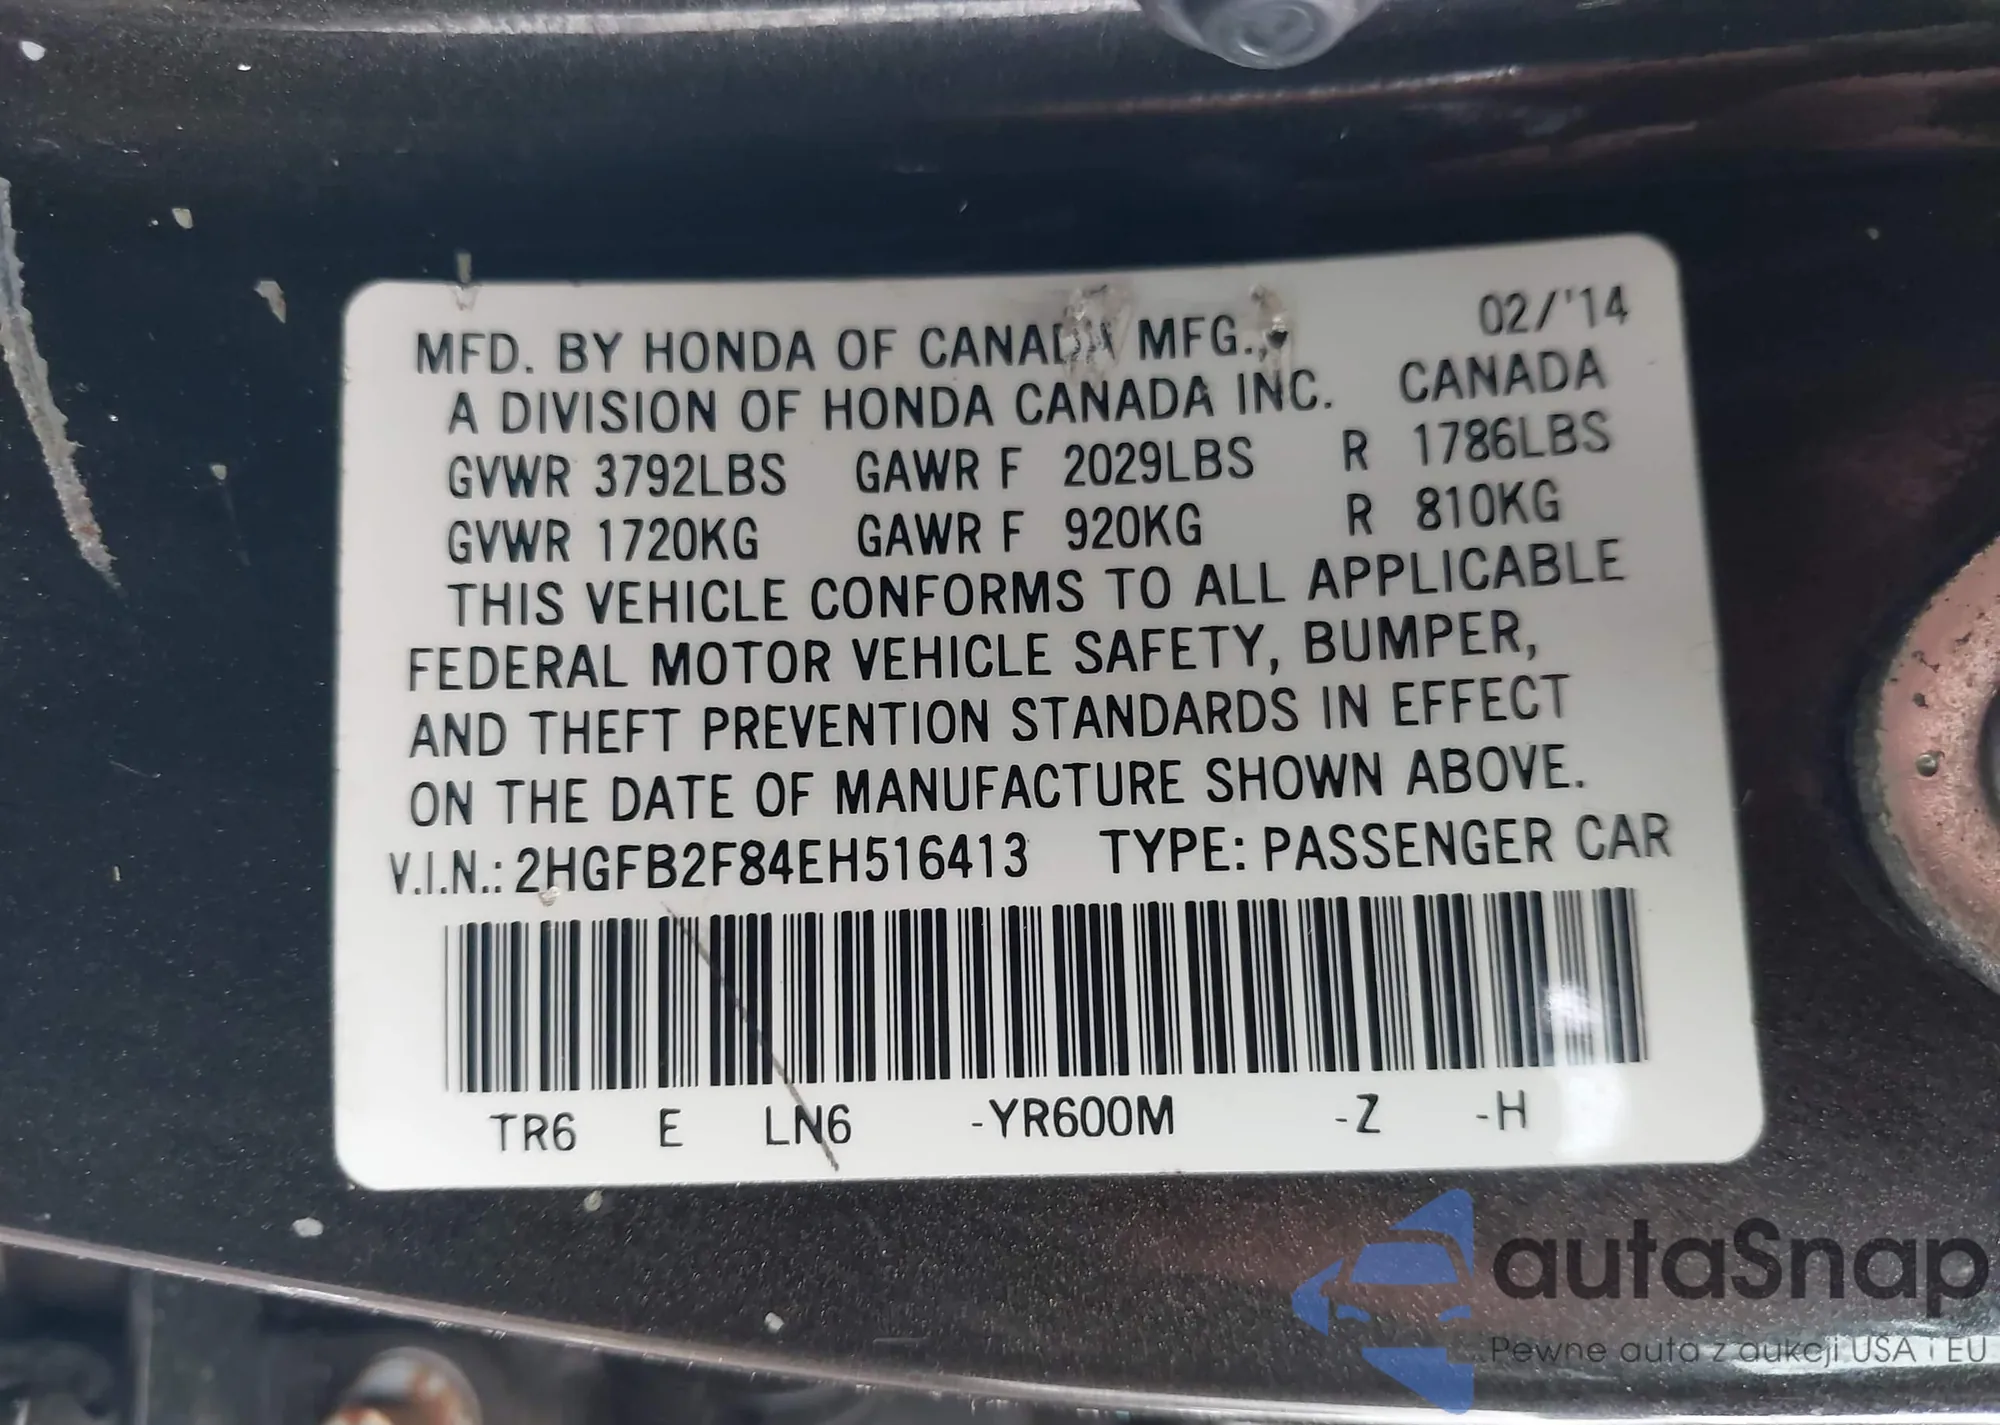 02/'14
MFD. BY HONDA OF CANADA MFG.,
A DIVISION OF HONDA CANADA INC. CANADA
GVWR 3792LBS GAWR F 2029LBS R 1786LBS
GVWR 1720KG GAWR F 920KG R 810KG
THIS VEHICLE CONFORMS TO ALL APPLICABLE
FEDERAL MOTOR VEHICLE SAFETY, BUMPER,
AND THEFT PREVENTION STANDARDS IN EFFECT
ON THE DATE OF MANUFACTURE SHOWN ABOVE.
V.I.N.: 2HGFB2F84EH516413 TYPE: PASSENGER CAR
TR6 E LN6 -YR600M -Z -H
autaSnap
Pewne auta z aukcji USA i EU